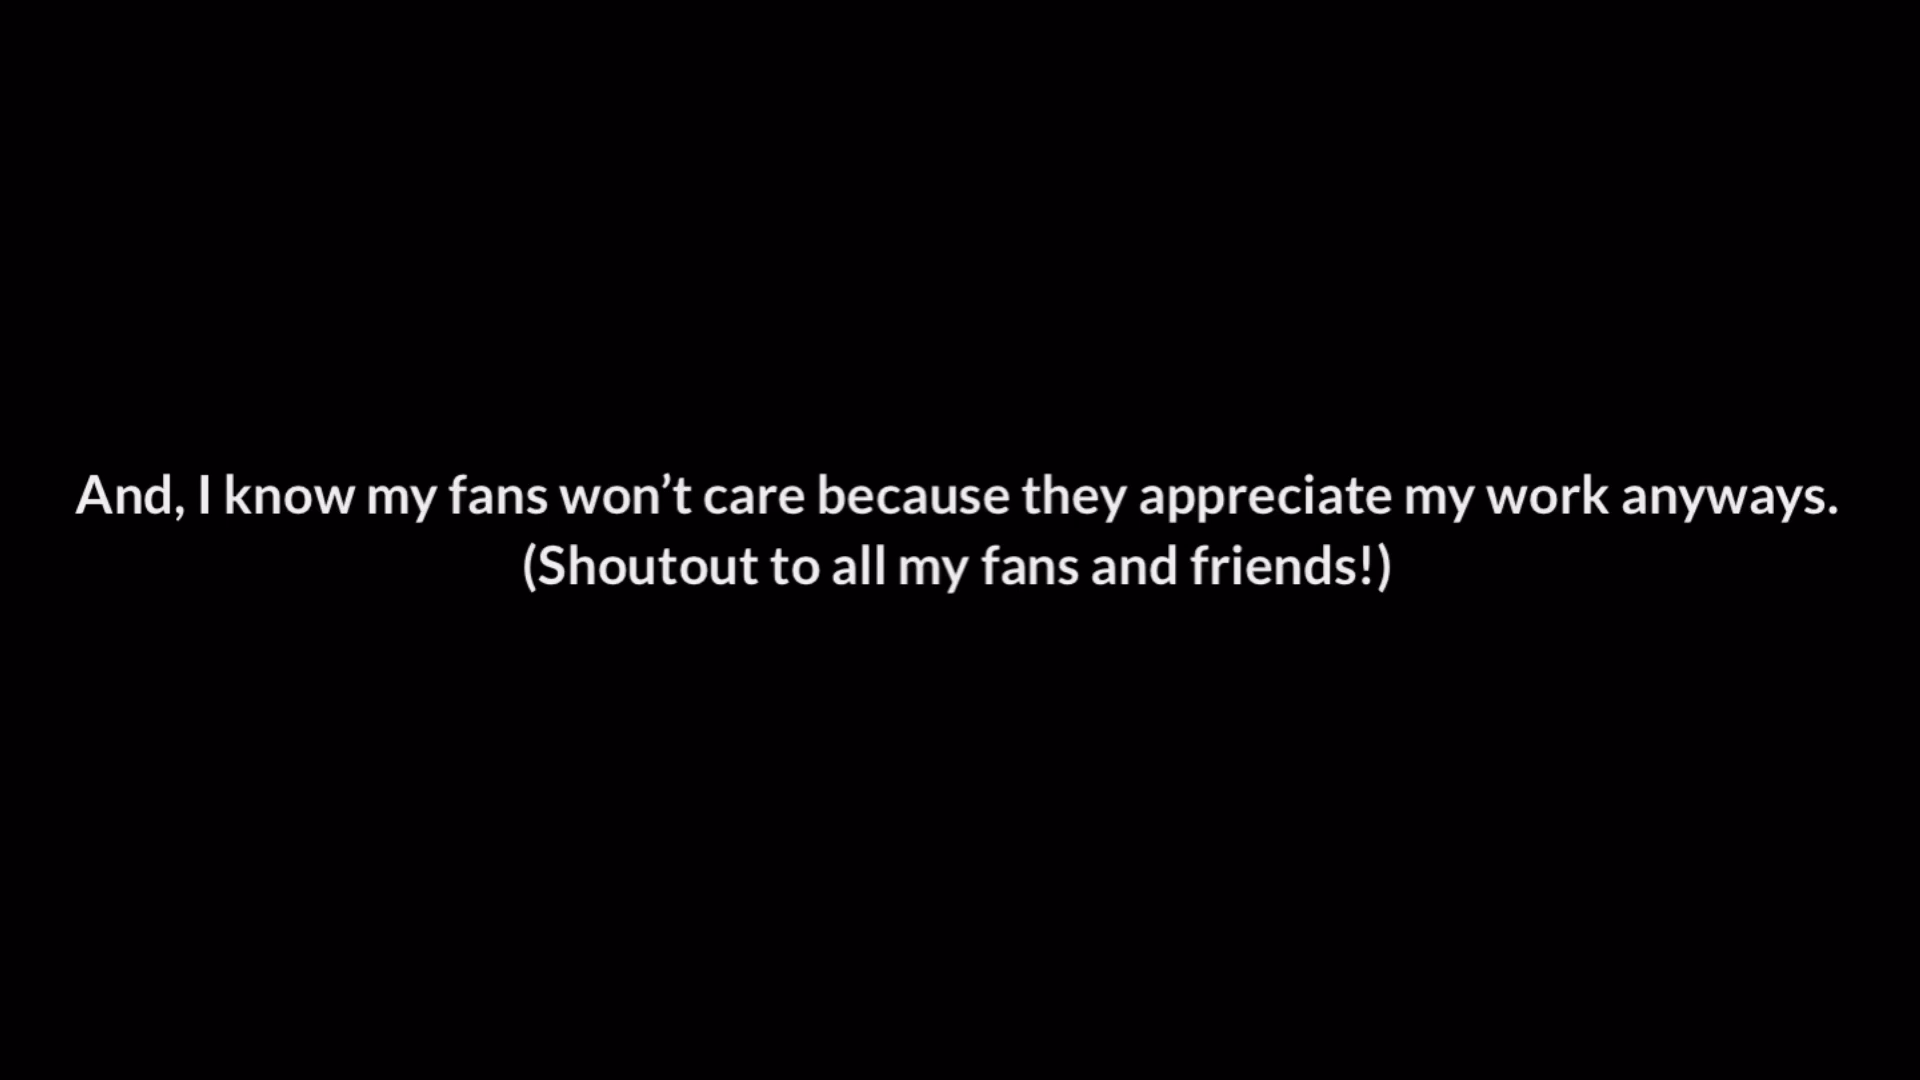 And, I know my fans won’t care because they appreciate my work anyways.
(Shoutout to all my fans and friends!)